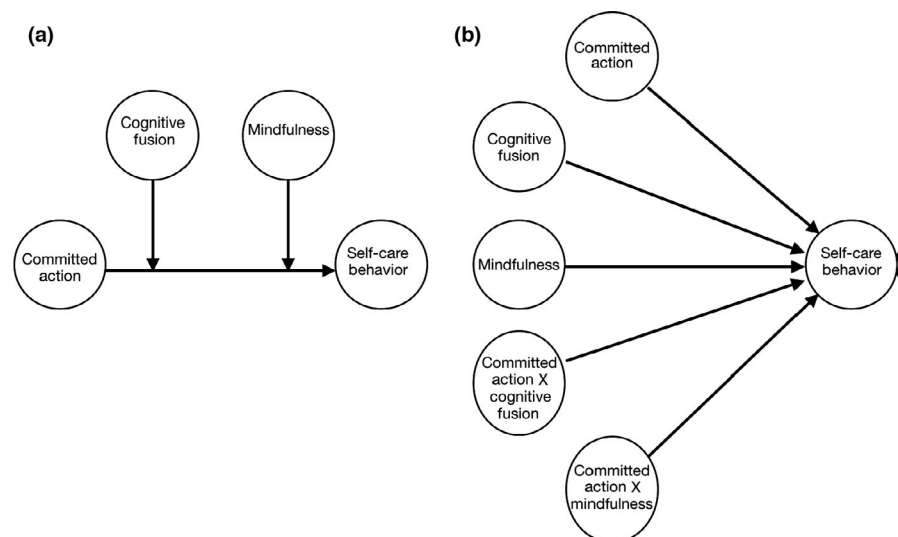 (a)
Cognitive
fusion
Mindfulness
Committed
action
Self-care
behavior
(b)
Committed
action
Cognitive
fusion
Mindfulness
Self-care
behavior
Committed
action X
cognitive
fusion
Committed
action X
mindfulness